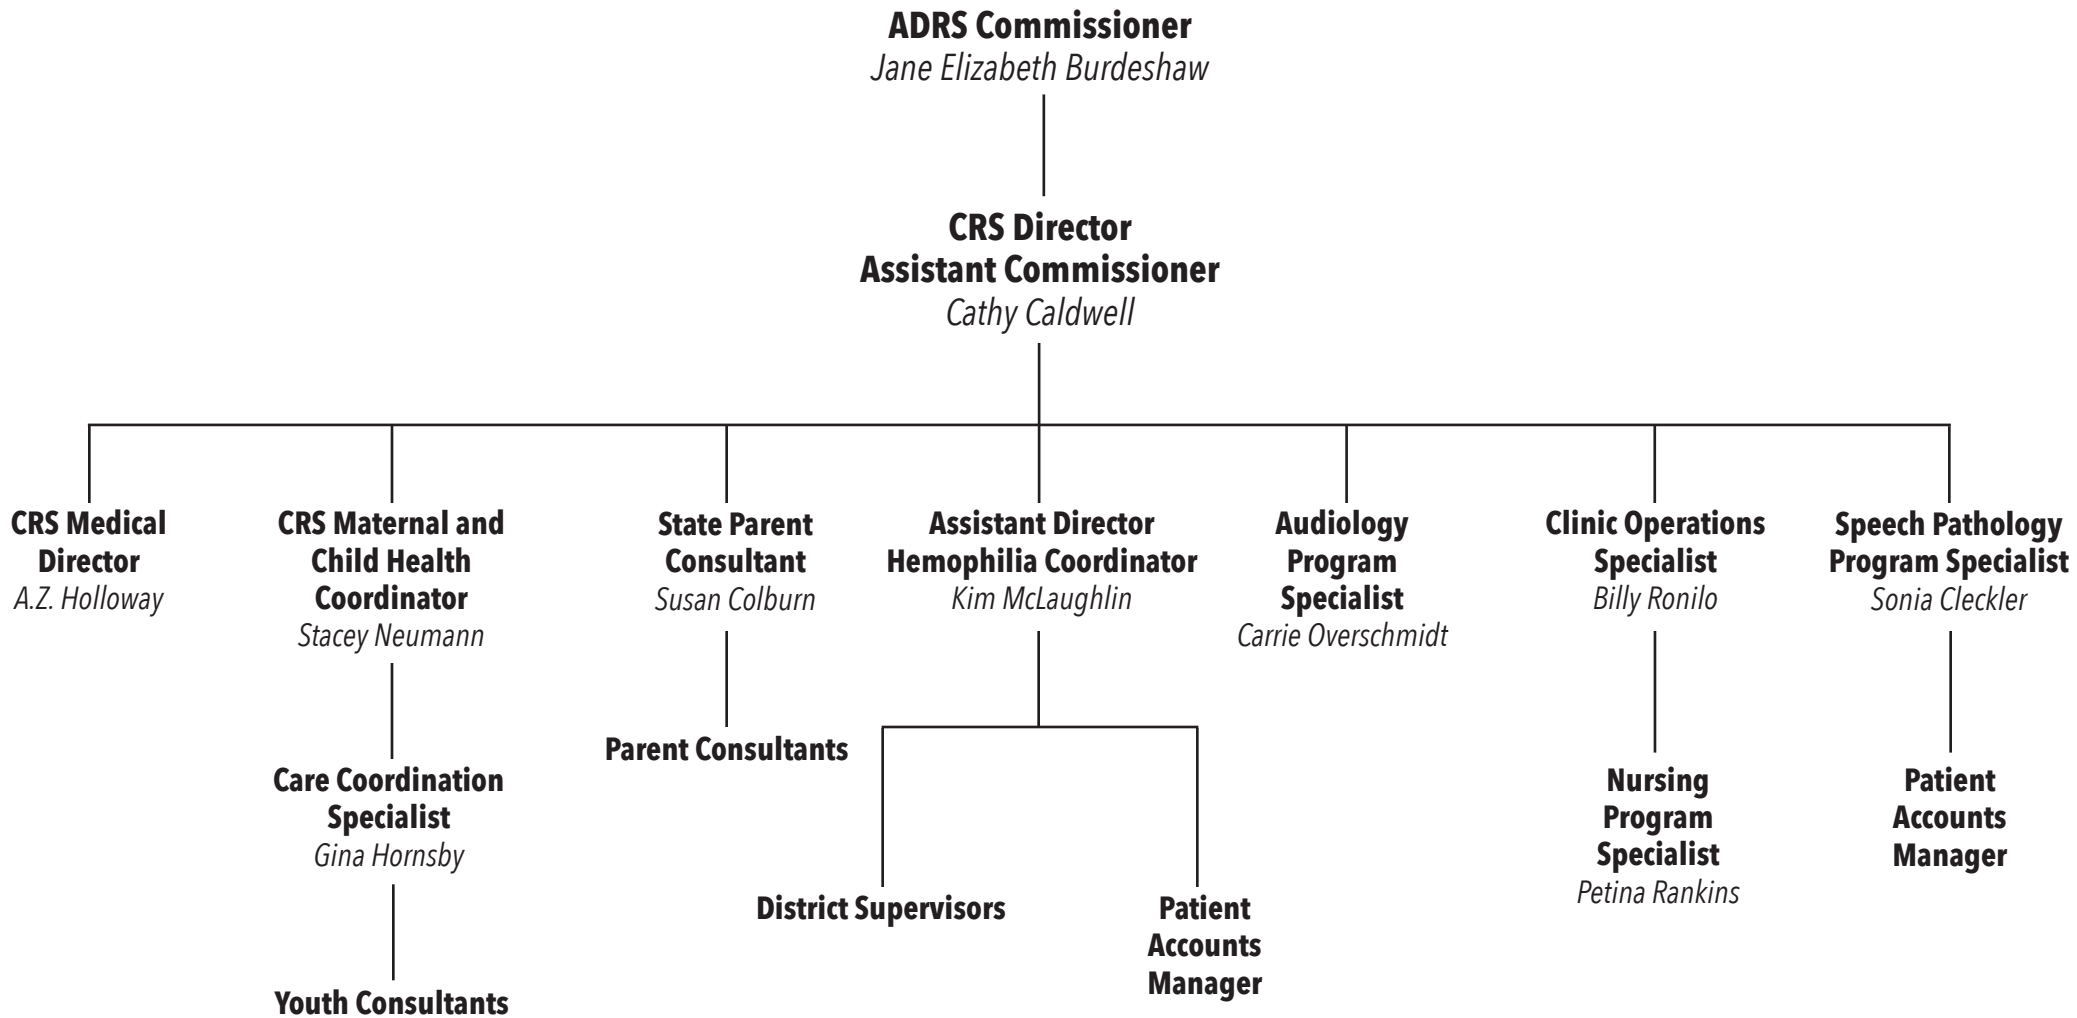 ADRS Commissioner
Jane Elizabeth Burdeshaw
CRS Director
Assistant Commissioner
Cathy Caldwell
CRS Medical
Director
A.Z. Holloway
CRS Maternal and
Child Health
Coordinator
Stacey Neumann
State Parent
Consultant
Susan Colburn
Assistant Director
Hemophilia Coordinator
Kim McLaughlin
Audiology
Program
Specialist
Carrie Overschmidt
Clinic Operations
Specialist
Billy Ronilo
Speech Pathology
Program Specialist
Sonia Cleckler
Care Coordination
Specialist
Gina Hornsby
Parent Consultants
Nursing
Program
Specialist
Petina Rankins
Patient
Accounts
Manager
District Supervisors
Patient
Accounts
Manager
Youth Consultants